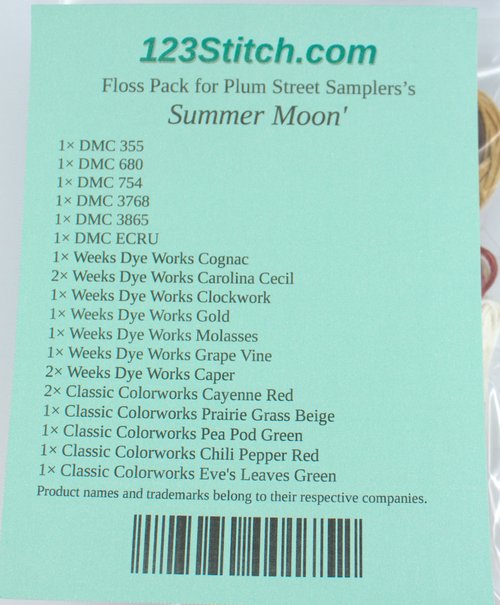 123Stitch.com
Floss Pack for Plum Street Samplers’s
Summer Moon'
1× DMC 355
1× DMC 680
1× DMC 754
1× DMC 3768
1× DMC 3865
1× DMC ECRU
1× Weeks Dye Works Cognac
2× Weeks Dye Works Carolina Cecil
1× Weeks Dye Works Clockwork
1× Weeks Dye Works Gold
1× Weeks Dye Works Molasses
1× Weeks Dye Works Grape Vine
2× Weeks Dye Works Caper
2× Classic Colorworks Cayenne Red
1× Classic Colorworks Prairie Grass Beige
1× Classic Colorworks Pea Pod Green
1× Classic Colorworks Chili Pepper Red
1× Classic Colorworks Eve's Leaves Green
Product names and trademarks belong to their respective companies.